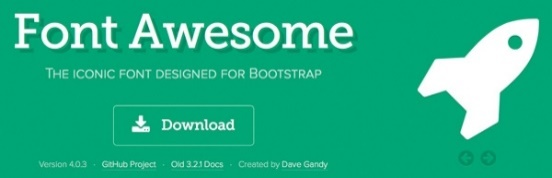 Font Awesome
THE ICONIC FONT DESIGNED FOR BOOTSTRAP
Download
Version 4.0.3 · GitHub Project · Old 3.2.1 Docs · Created by Dave Gandy